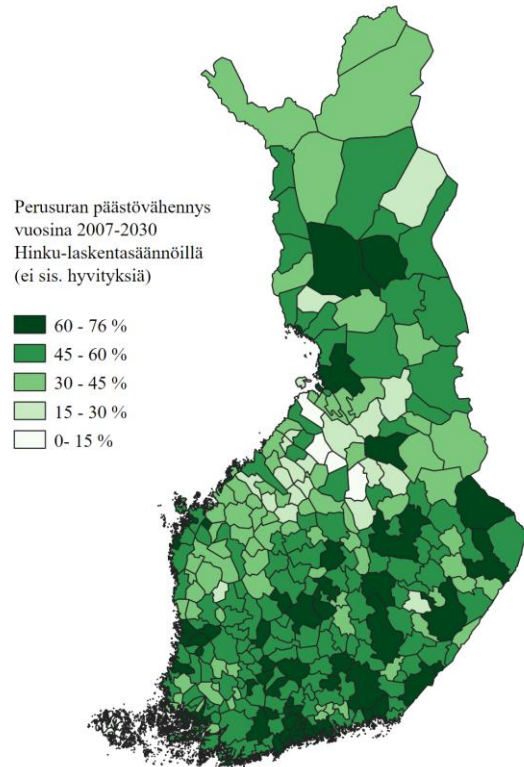 Perusuran päästövähennys
vuosina 2007-2030
Hinku-laskentasäännöillä
(ei sis. hyvityksiä)
60 - 76 %
45 - 60 %
30 - 45 %
15 - 30 %
0- 15 %